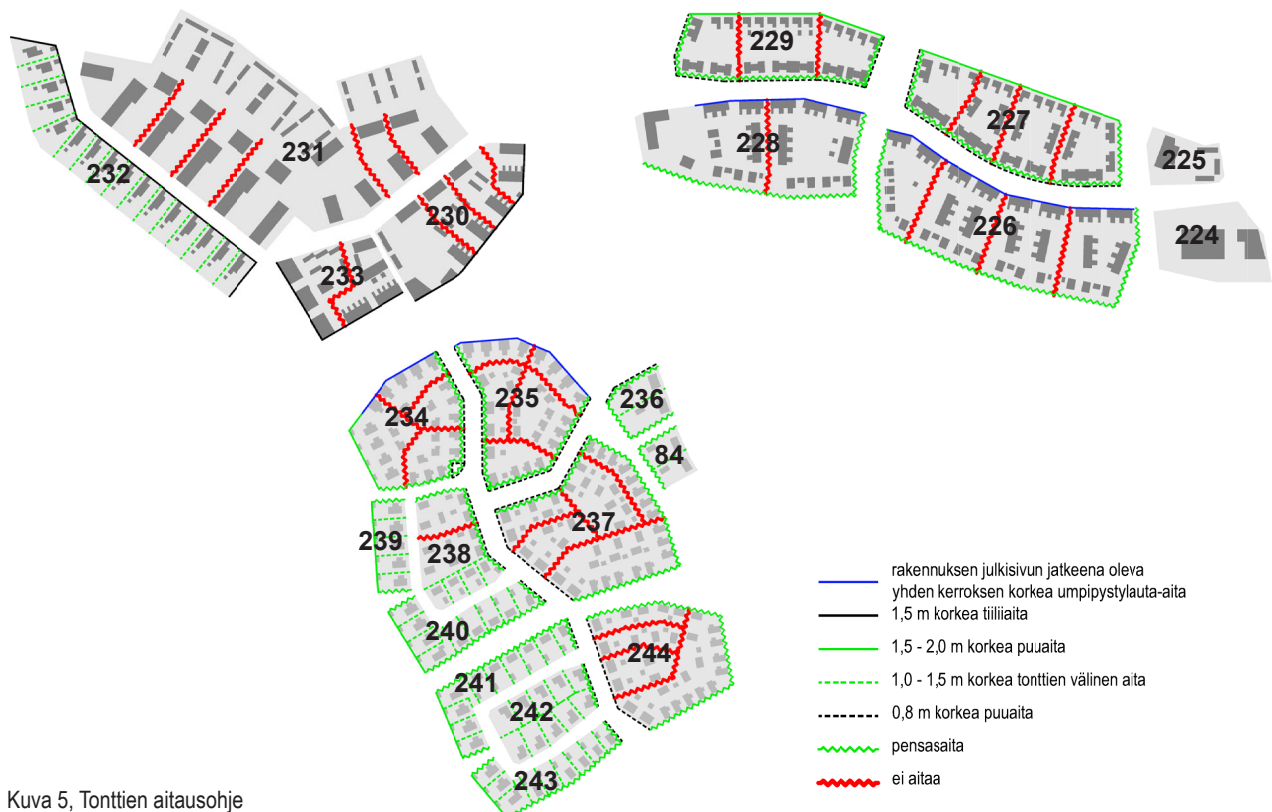 229
227
231
228
225
232
230
226
224
233
235
236
234
84
237
239
238
240
244
241
242
243
rakennuksen julkisivun jatkeena oleva
yhden kerroksen korkea umpipystylauta-aita
1,5 m korkea tiiliaita
1,5 - 2,0 m korkea puuaita
1,0 - 1,5 m korkea tonttien välinen aita
0,8 m korkea puuaita
pensasaita
ei aitaa
Kuva 5, Tonttien aitausohje